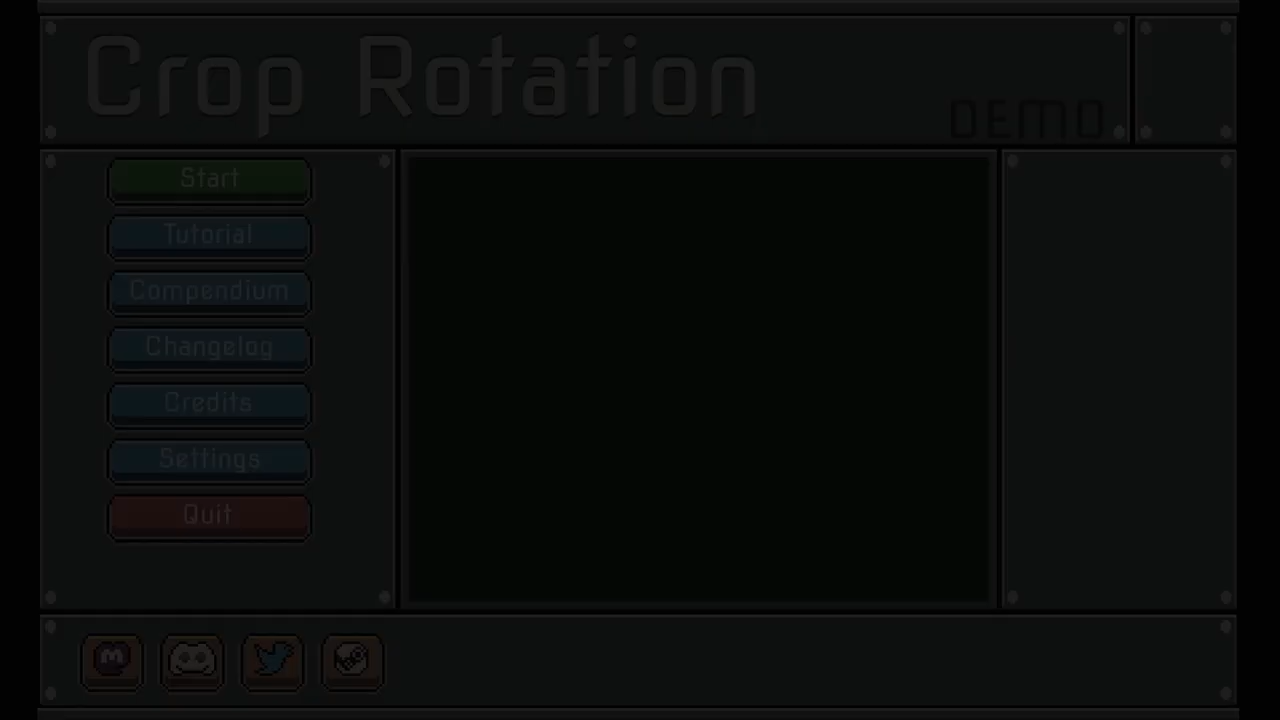 Crop Rotation
DEMO
Start
Tutorial
Compendium
Changelog
Credits
Settings
Quit